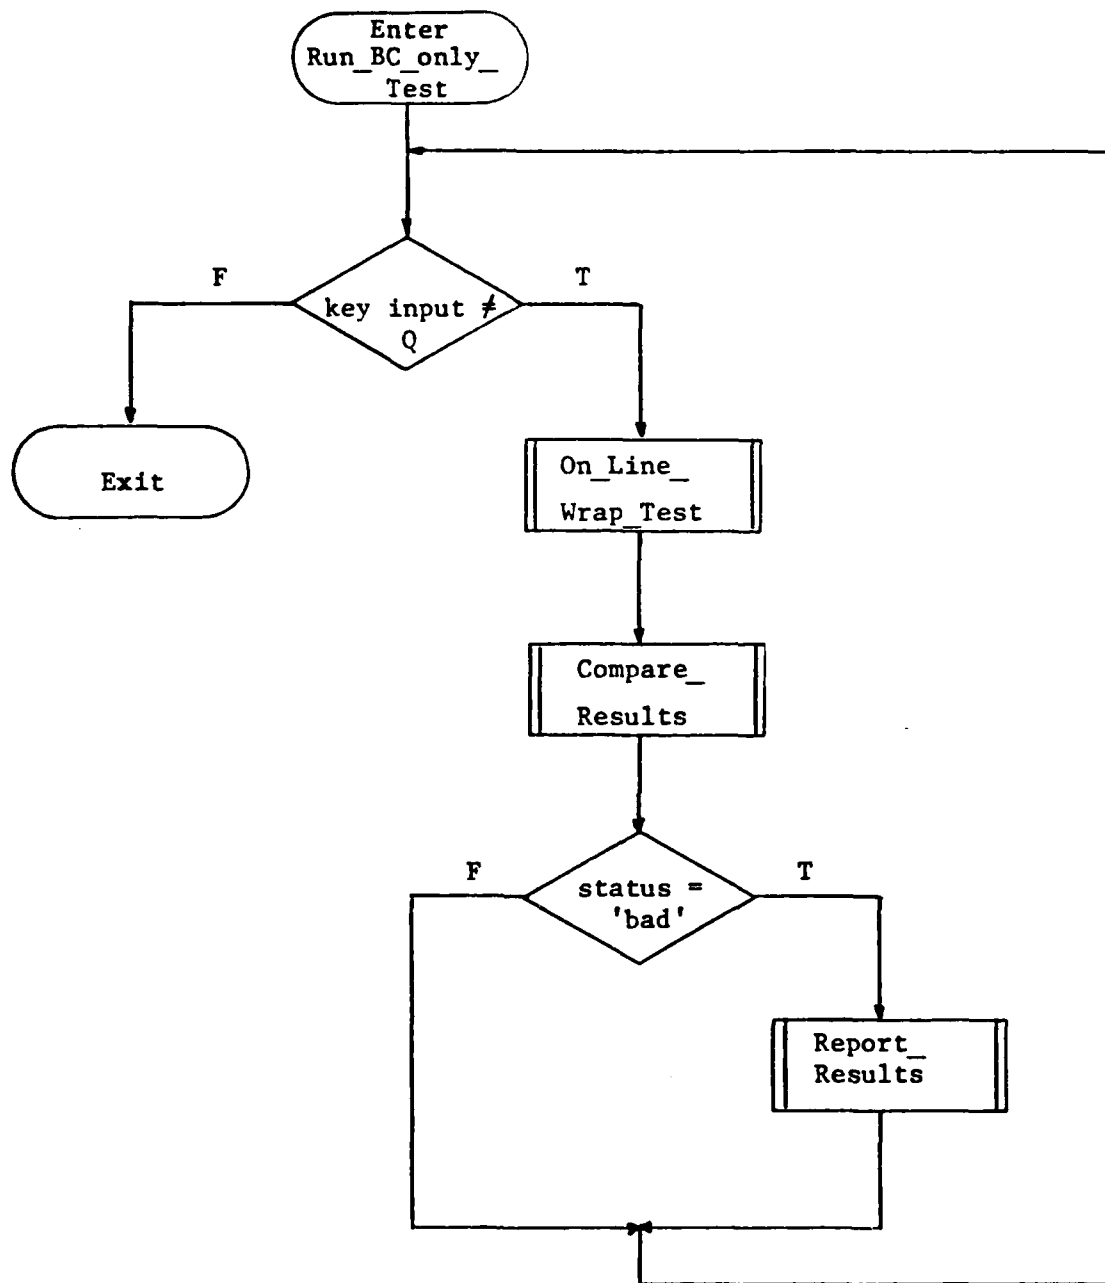 Enter
Run_BC_only_
Test
F
T
key input ≠
Q
Exit
On_Line_
Wrap_Test
Compare_
Results
F
T
status =
'bad'
Report_
Results